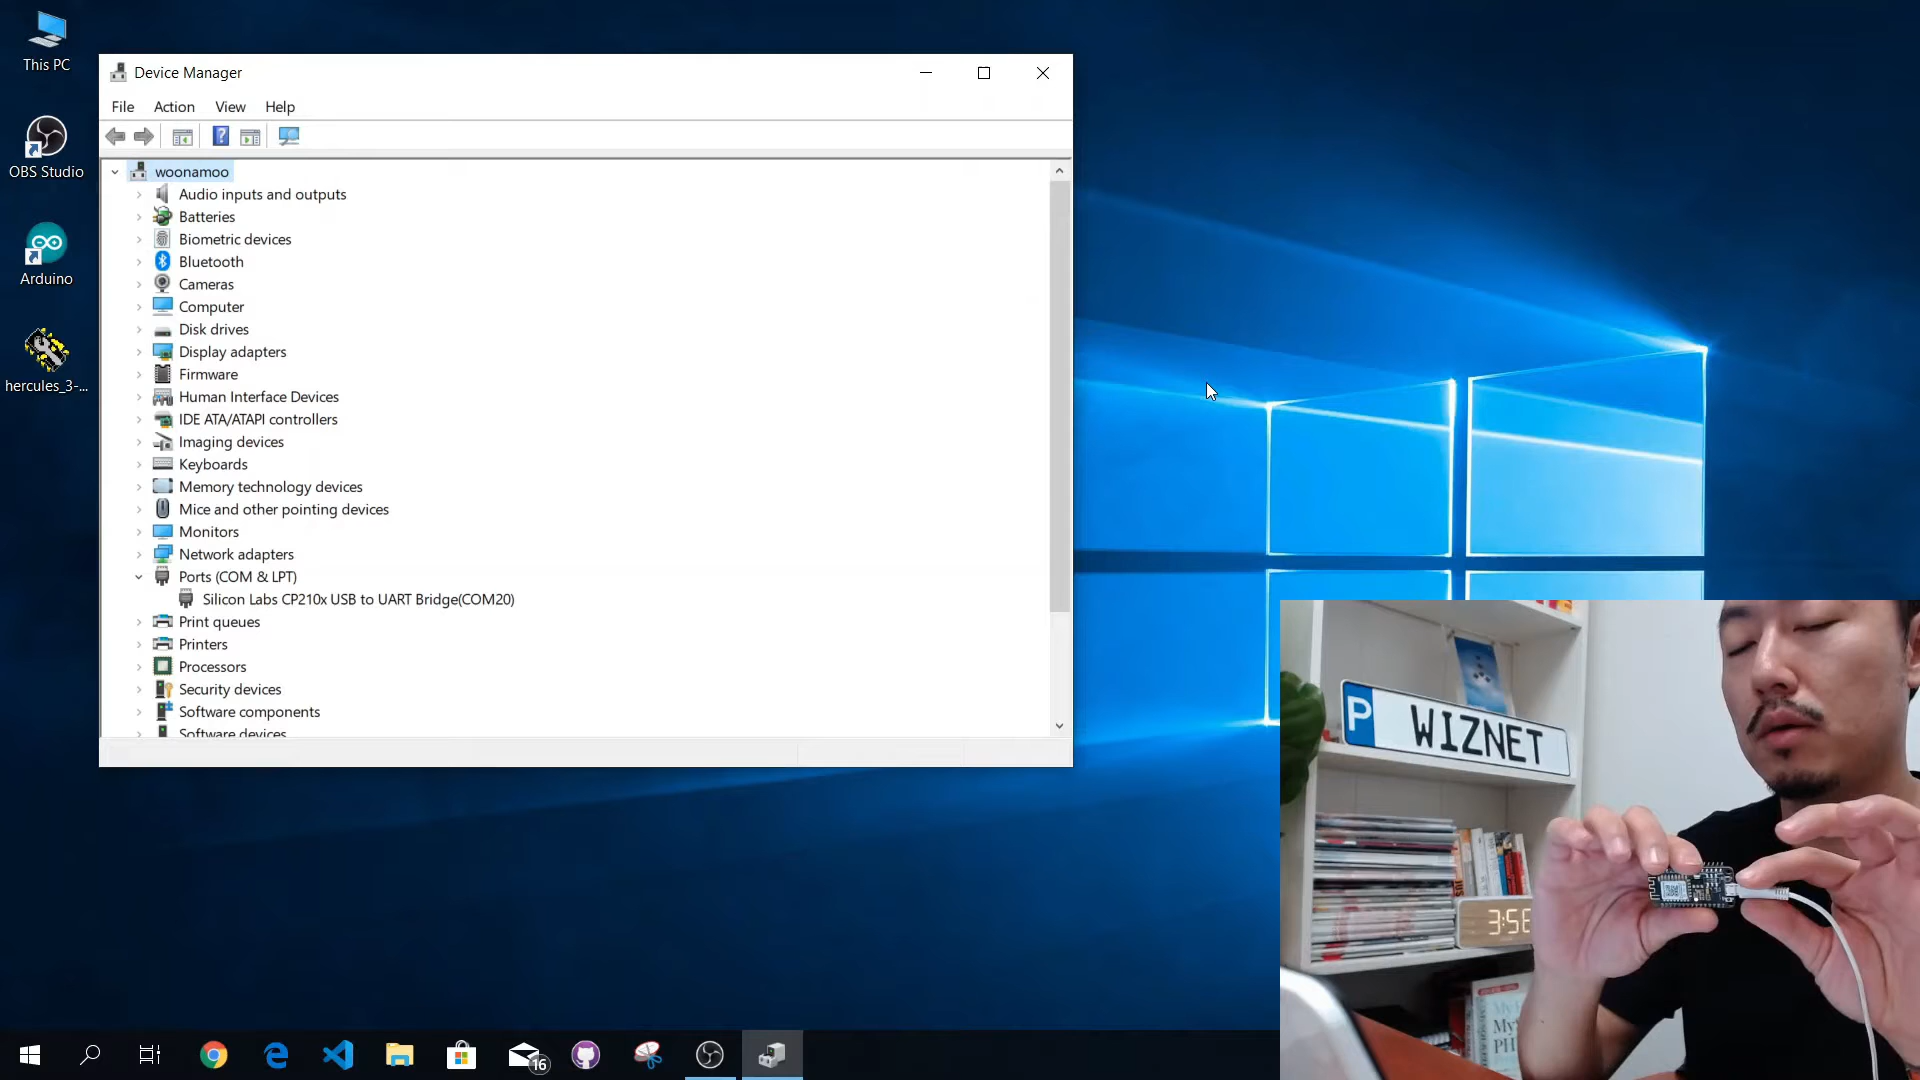 This PC
OBS Studio
Arduino
hercules_3-...
Device Manager
File Action View Help
woonamoo
Audio inputs and outputs
Batteries
Biometric devices
Bluetooth
Cameras
Computer
Disk drives
Display adapters
Firmware
Human Interface Devices
IDE ATA/ATAPI controllers
Imaging devices
Keyboards
Memory technology devices
Mice and other pointing devices
Monitors
Network adapters
Ports (COM & LPT)
Silicon Labs CP210x USB to UART Bridge(COM20)
Print queues
Printers
Processors
Security devices
Software components
Software devices
P WIZNET
16